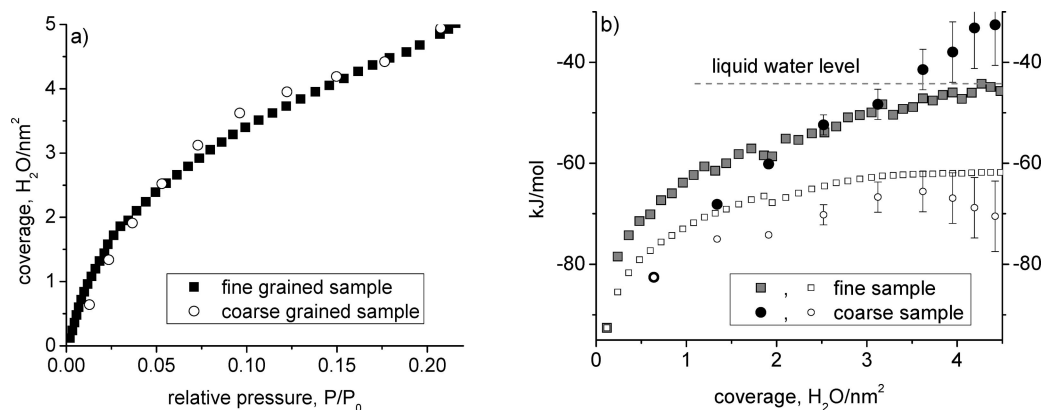 a)
5
4
3
2
1
0
coverage, H2O/nm2
fine grained sample
coarse grained sample
0.00 0.05 0.10 0.15 0.20
relative pressure, P/P0
b)
-40
-60
-80
kJ/mol
liquid water level
-40
-60
-80
, fine sample
, coarse sample
0 1 2 3 4
coverage, H2O/nm2